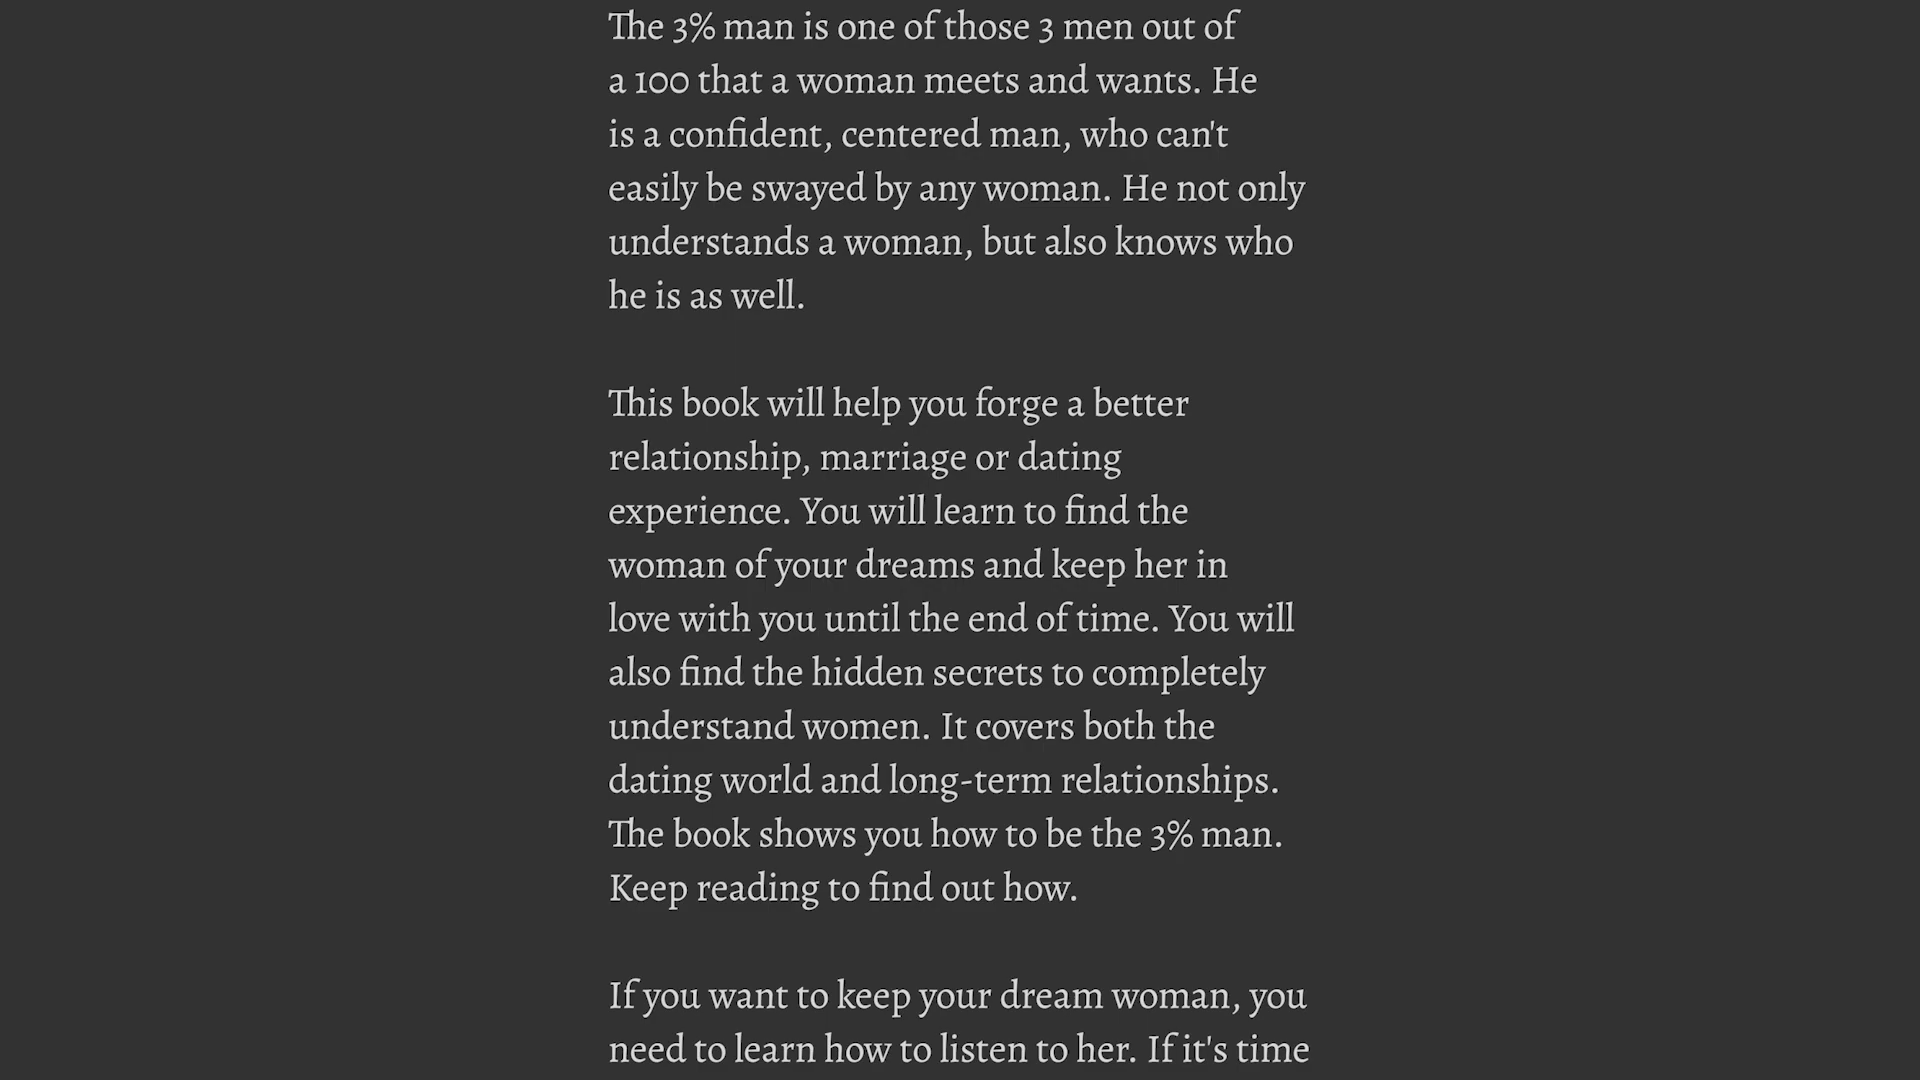 The 3% man is one of those 3 men out of
a 100 that a woman meets and wants. He
is a confident, centered man, who can't
easily be swayed by any woman. He not only
understands a woman, but also knows who
he is as well.
This book will help you forge a better
relationship, marriage or dating
experience. You will learn to find the
woman of your dreams and keep her in
love with you until the end of time. You will
also find the hidden secrets to completely
understand women. It covers both the
dating world and long-term relationships.
The book shows you how to be the 3% man.
Keep reading to find out how.
If you want to keep your dream woman, you
need to learn how to listen to her. If it's time